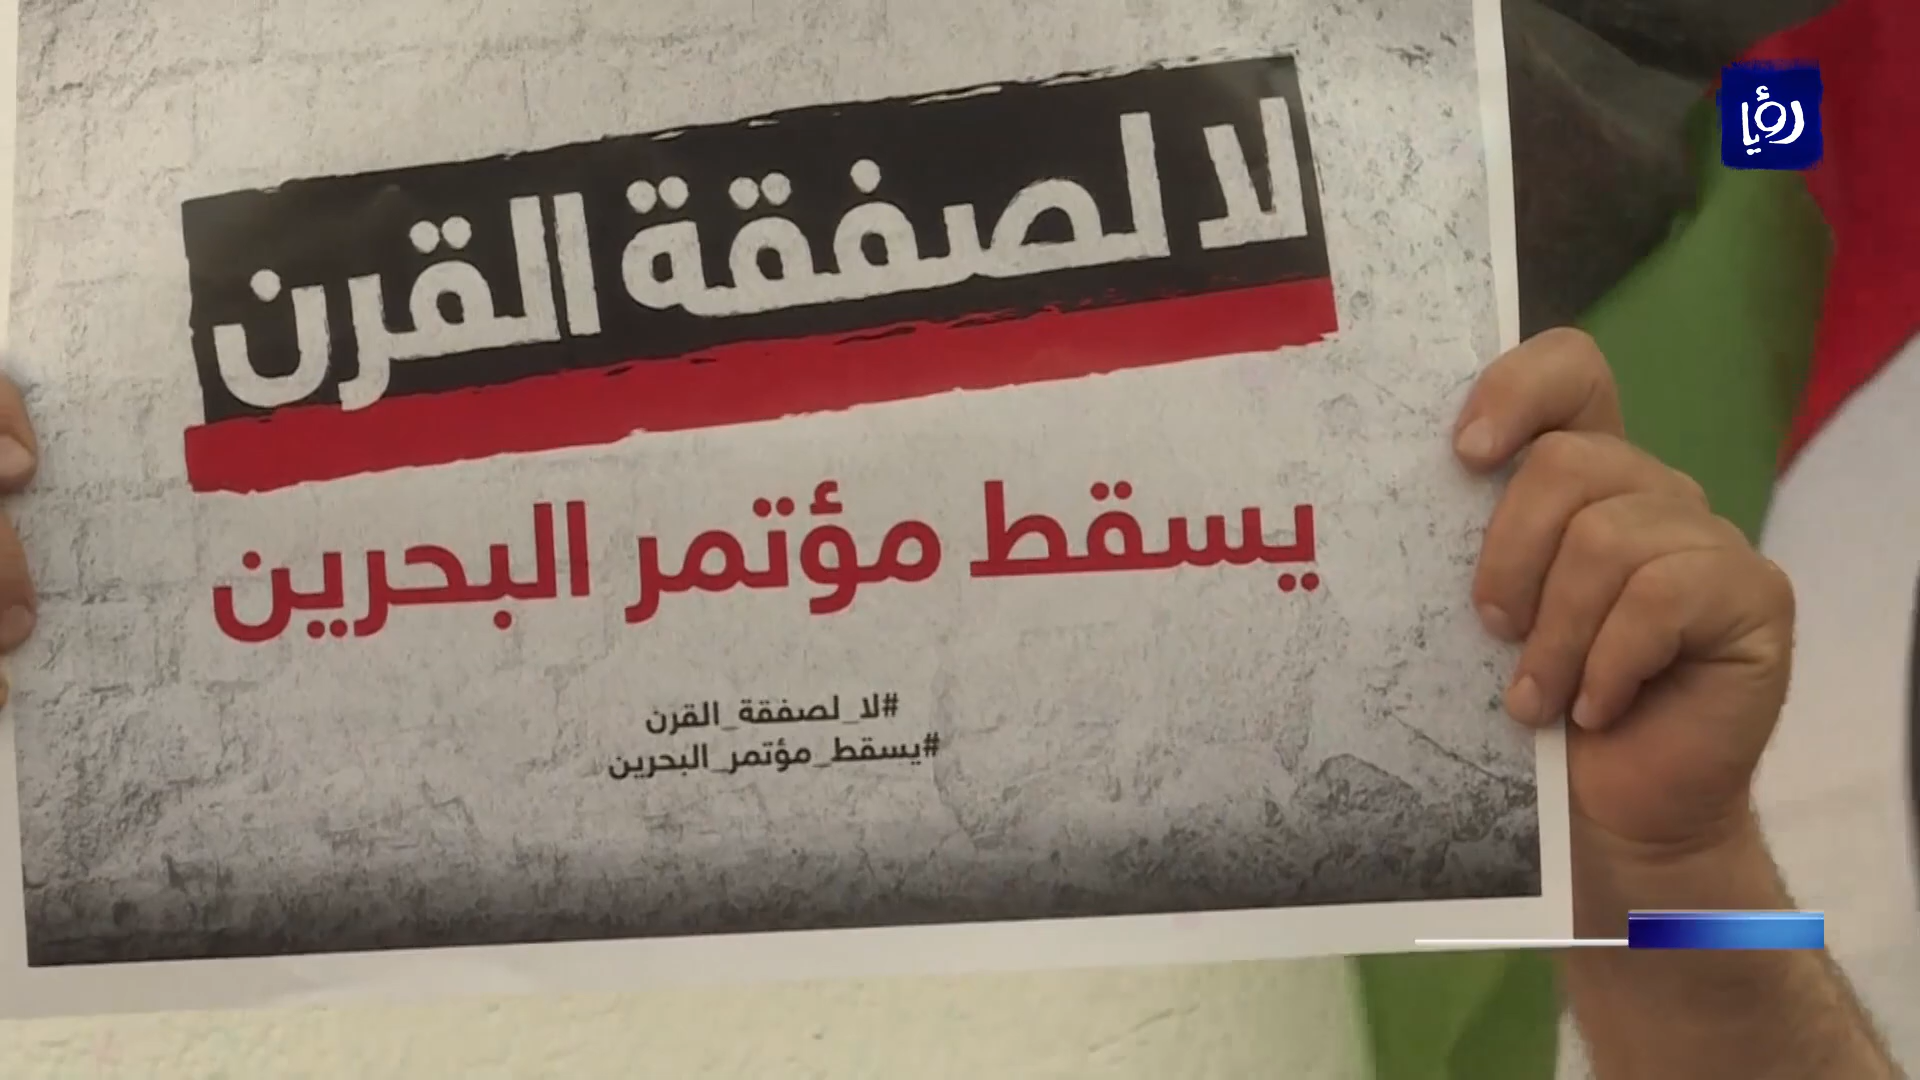 رؤيا
لا لصفقة القرن
يسقط مؤتمر البحرين
#لا_لصفقة_القرن
#يسقط_مؤتمر_البحرين